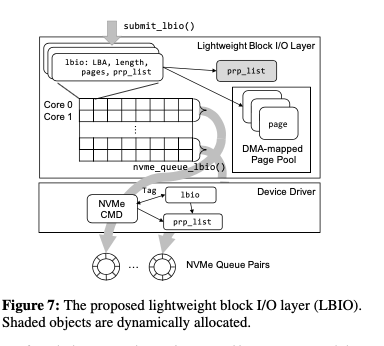 submit_lbio()
Lightweight Block I/O Layer
lbio: LBA, length,
pages, prp_list
prp_list
Core 0
Core 1
page
DMA-mapped
Page Pool
nvme_queue_lbio()
Device Driver
Tag
lbio
NVMe
CMD
prp_list
...
NVMe Queue Pairs
Figure 7: The proposed lightweight block I/O layer (LBIO).
Shaded objects are dynamically allocated.